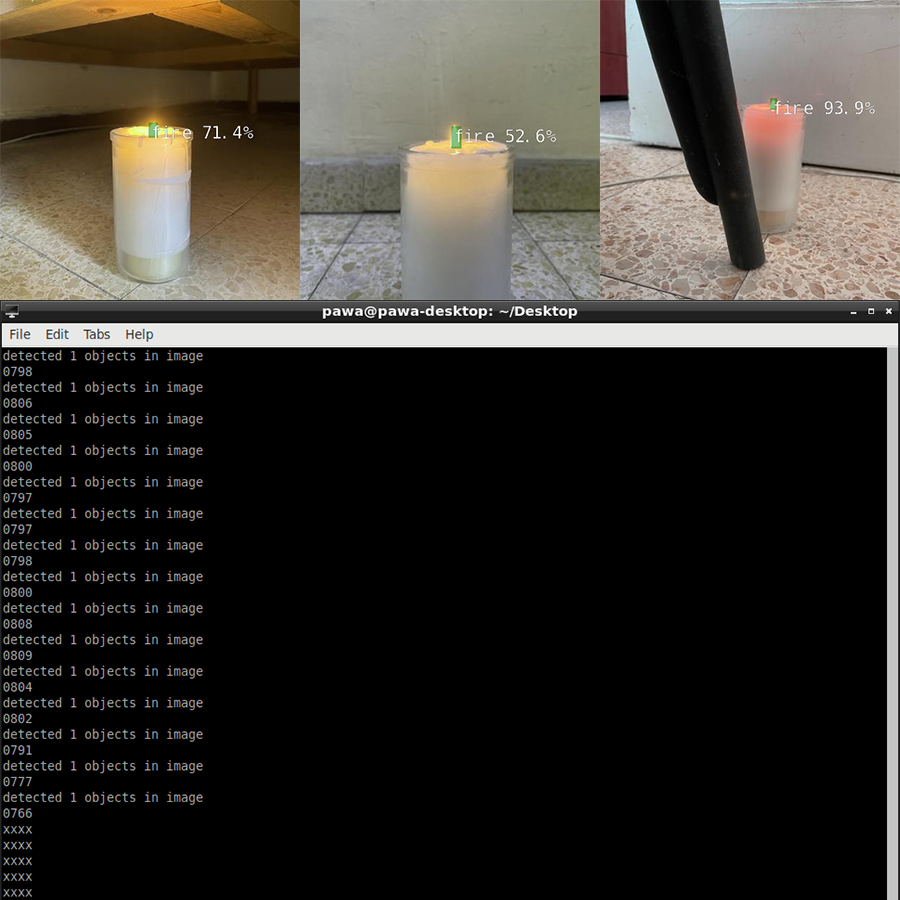 fire 71.4%
fire 52.6%
fire 93.9%
pawa@pawa-desktop: ~/Desktop
File Edit Tabs Help
detected 1 objects in image
0798
detected 1 objects in image
0806
detected 1 objects in image
0805
detected 1 objects in image
0800
detected 1 objects in image
0797
detected 1 objects in image
0797
detected 1 objects in image
0798
detected 1 objects in image
0800
detected 1 objects in image
0808
detected 1 objects in image
0809
detected 1 objects in image
0804
detected 1 objects in image
0802
detected 1 objects in image
0791
detected 1 objects in image
0777
detected 1 objects in image
0766
xxxx
xxxx
xxxx
xxxx
xxxx